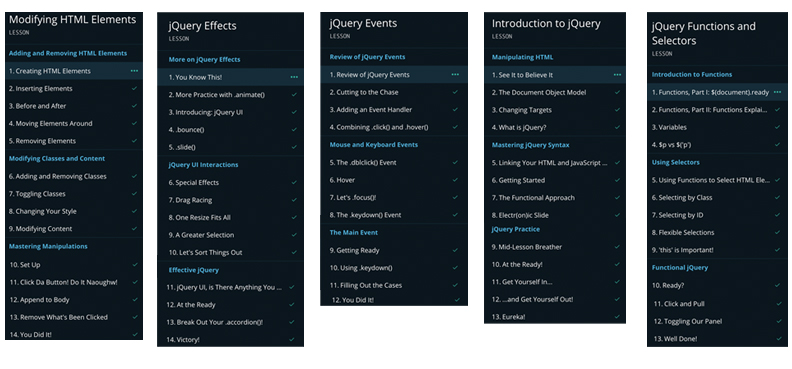 Modifying HTML Elements
LESSON
Adding and Removing HTML Elements
1. Creating HTML Elements
2. Inserting Elements
3. Before and After
4. Moving Elements Around
5. Removing Elements
Modifying Classes and Content
6. Adding and Removing Classes
7. Toggling Classes
8. Changing Your Style
9. Modifying Content
Mastering Manipulations
10. Set Up
11. Click Da Button! Do It Naoughw!
12. Append to Body
13. Remove What's Been Clicked
14. You Did It!
jQuery Effects
LESSON
More on jQuery Effects
1. You Know This!
2. More Practice with .animate()
3. Introducing: jQuery UI
4. .bounce()
5. .slide()
jQuery UI Interactions
6. Special Effects
7. Drag Racing
8. One Resize Fits All
9. A Greater Selection
10. Let's Sort Things Out
Effective jQuery
11. jQuery UI, is There Anything You ...
12. At the Ready
13. Break Out Your .accordion()!
14. Victory!
jQuery Events
LESSON
Review of jQuery Events
1. Review of jQuery Events
2. Cutting to the Chase
3. Adding an Event Handler
4. Combining .click() and .hover()
Mouse and Keyboard Events
5. The .dblclick() Event
6. Hover
7. Let's .focus()!
8. The .keydown() Event
The Main Event
9. Getting Ready
10. Using .keydown()
11. Filling Out the Cases
12. You Did It!
Introduction to jQuery
LESSON
Manipulating HTML
1. See It to Believe It
2. The Document Object Model
3. Changing Targets
4. What is jQuery?
Mastering jQuery Syntax
5. Linking Your HTML and JavaScript ...
6. Getting Started
7. The Functional Approach
8. Electr(on)ic Slide
jQuery Practice
9. Mid-Lesson Breather
10. At the Ready!
11. Get Yourself In...
12. ...and Get Yourself Out!
13. Eureka!
jQuery Functions and
Selectors
LESSON
Introduction to Functions
1. Functions, Part I: $(document).ready
2. Functions, Part II: Functions Explai...
3. Variables
4. $p vs $('p')
Using Selectors
5. Using Functions to Select HTML Ele...
6. Selecting by Class
7. Selecting by ID
8. Flexible Selections
9. 'this' is Important!
Functional jQuery
10. Ready?
11. Click and Pull
12. Toggling Our Panel
13. Well Done!